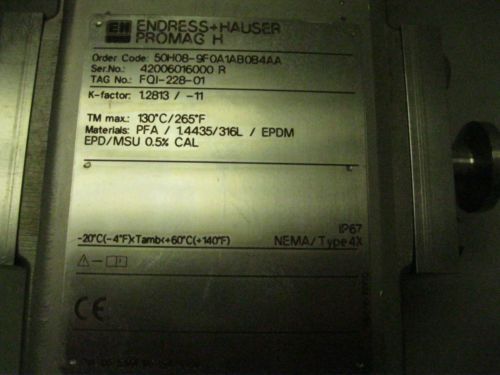 EH ENDRESS+HAUSER
PROMAG H
Order Code: 50H08-9F0A1AB0B4AA
Ser.No.: 42006016000 R
TAG No.: FQI-228-01
K-factor: 1.2813 / -11
TM max.: 130°C/265°F
Materials: PFA / 1.4435/316L / EPDM
EPD/MSU 0.5% CAL
IP67
-20°C(-4°F)<Tamb<+60°C(+140°F) NEMA/Type4X
CE